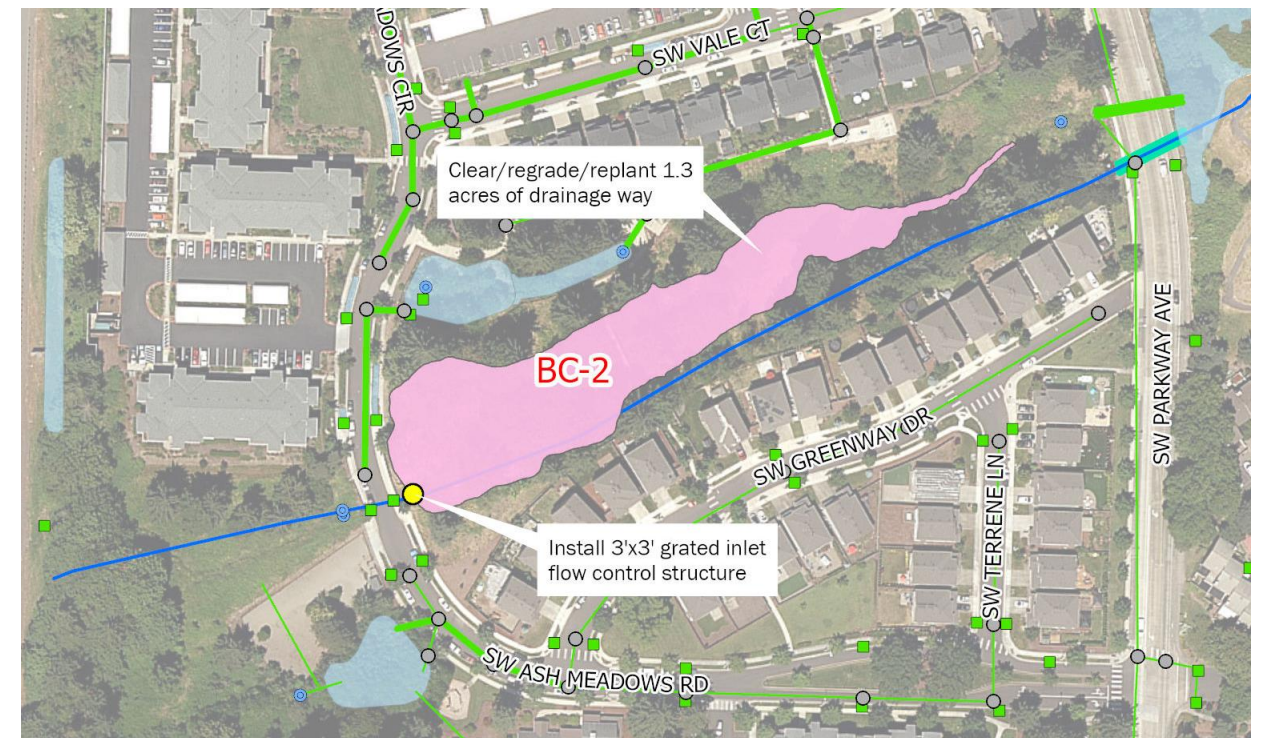 DOWS CIR
SW VALE CT
Clear/regrade/replant 1.3
acres of drainage way
BC-2
SW PARKWAY AVE
SW GREENWAY DR
SW TERRENE LN
Install 3'x3' grated inlet
flow control structure
SW ASH MEADOWS RD